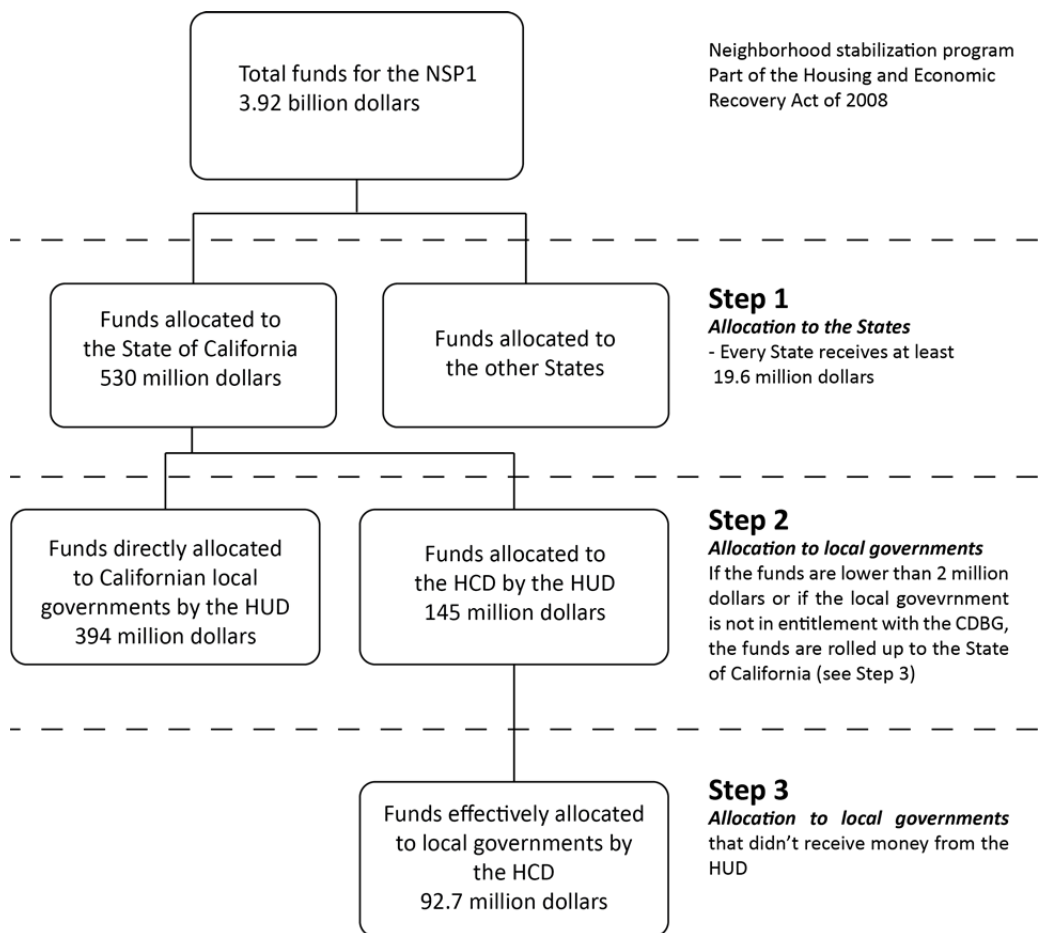 Total funds for the NSP1
3.92 billion dollars
Neighborhood stabilization program
Part of the Housing and Economic
Recovery Act of 2008
Funds allocated to
the State of California
530 million dollars
Funds allocated to
the other States
Step 1
Allocation to the States
- Every State receives at least
19.6 million dollars
Funds directly allocated
to Californian local
governments by the HUD
394 million dollars
Funds allocated to
the HCD by the HUD
145 million dollars
Step 2
Allocation to local governments
If the funds are lower than 2 million
dollars or if the local govevrnment
is not in entitlement with the CDBG,
the funds are rolled up to the State
of California (see Step 3)
Funds effectively allocated
to local governments by
the HCD
92.7 million dollars
Step 3
Allocation to local governments
that didn't receive money from the
HUD